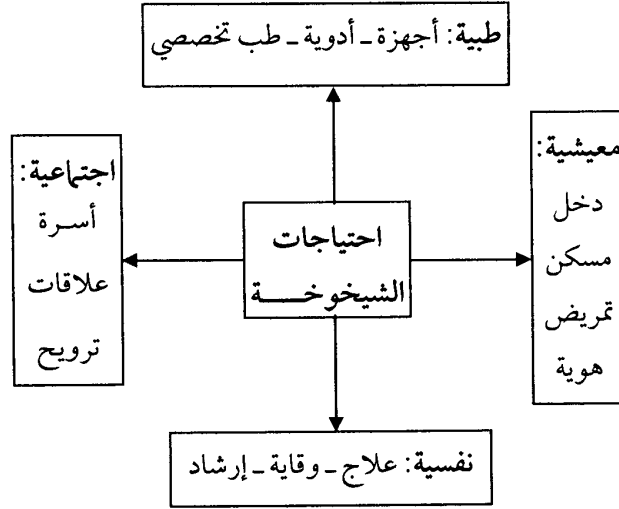 طبية: أجهزة ـ أدوية ـ طب تخصصي
معيشية:
دخل
مسكن
تمريض
هوية
احتياجات
الشيخوخـــــة
اجتماعية:
أسرة
علاقات
ترويح
نفسية: علاج ـ وقاية ـ إرشاد